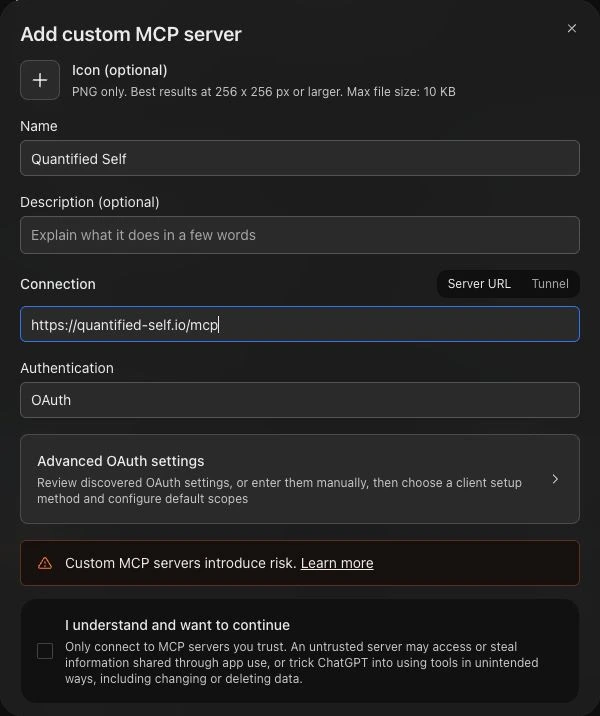 Add custom MCP server
Icon (optional)
PNG only. Best results at 256 x 256 px or larger. Max file size: 10 KB
Name
Quantified Self
Description (optional)
Explain what it does in a few words
Connection
Server URL
Tunnel
https://quantified-self.io/mcp
Authentication
OAuth
Advanced OAuth settings
Review discovered OAuth settings, or enter them manually, then choose a client setup
method and configure default scopes
Custom MCP servers introduce risk. Learn more
I understand and want to continue
Only connect to MCP servers you trust. An untrusted server may access or steal
information shared through app use, or trick ChatGPT into using tools in unintended
ways, including changing or deleting data.